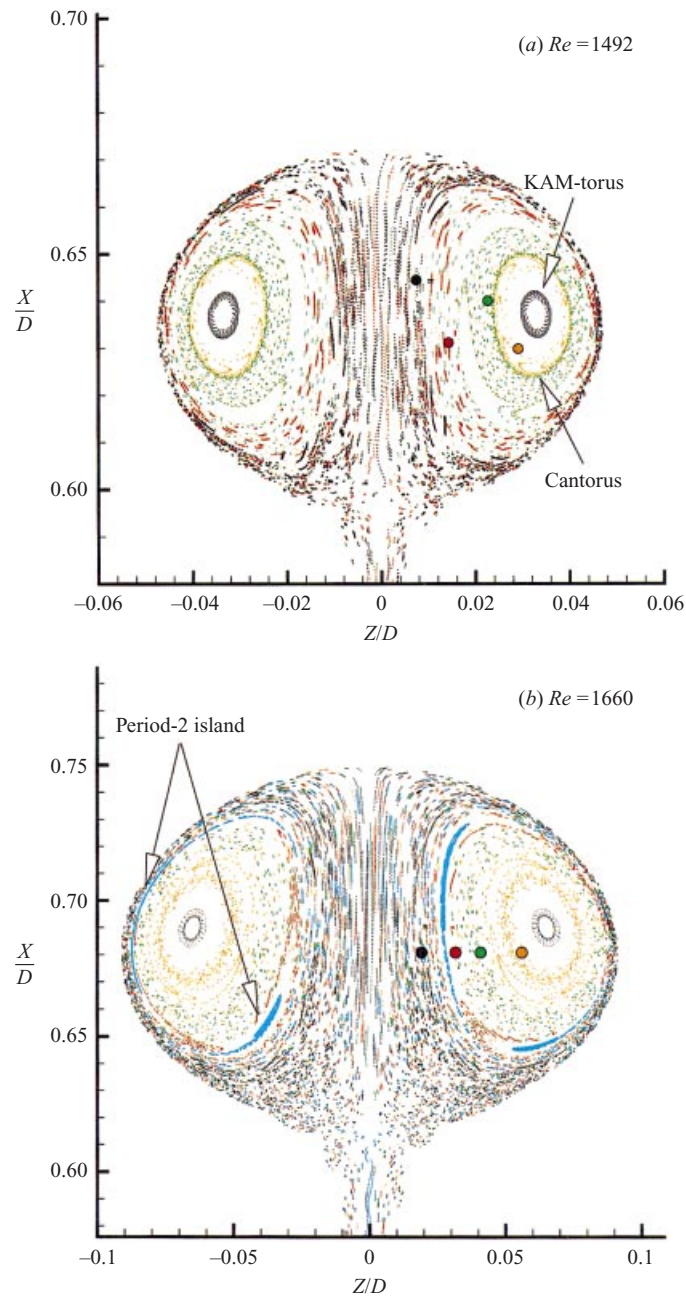 0.70
(a) Re = 1492
KAM-torus
0.65
X/D
Cantorus
0.60
−0.06 −0.04 −0.02 0 0.02 0.04 0.06
Z/D
(b) Re = 1660
Period-2 island
0.75
0.70
X/D
0.65
0.60
−0.1 −0.05 0 0.05 0.1
Z/D